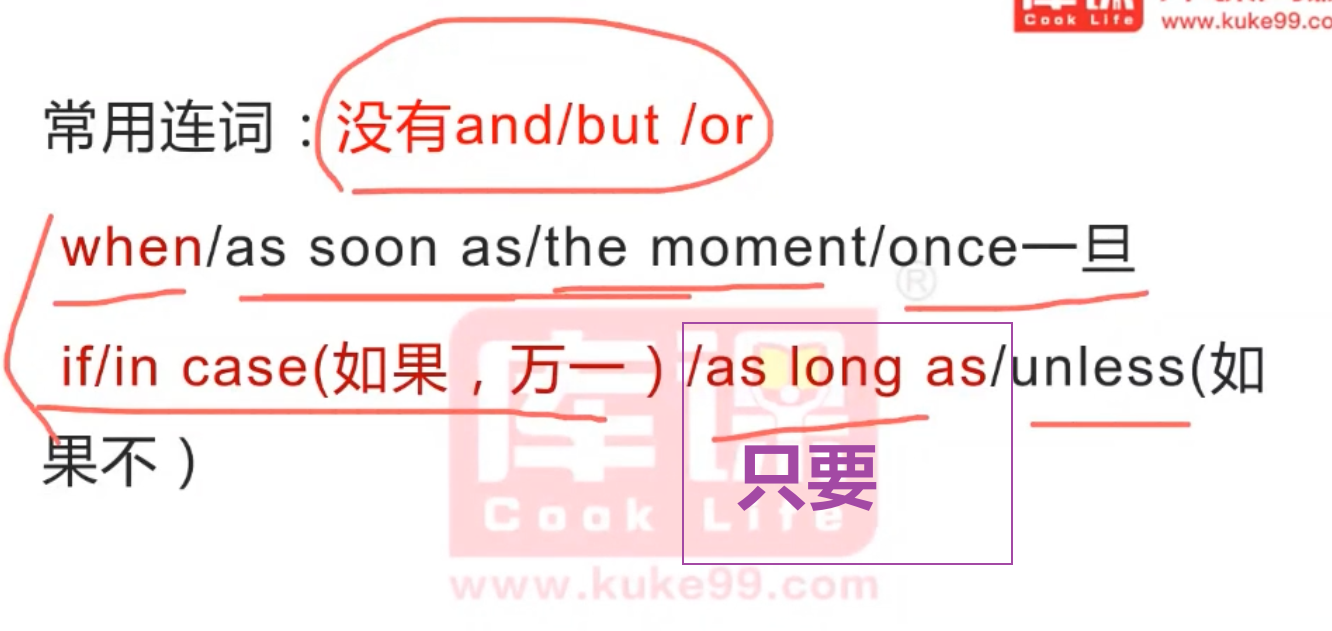 Cook Life
www.kuke99.co
常用连词：没有and/but /or
when/as soon as/the moment/once一旦
®
if/in case(如果，万一）/as long as/unless(如
果不）
只要
库课
Cook Life
www.kuke99.com